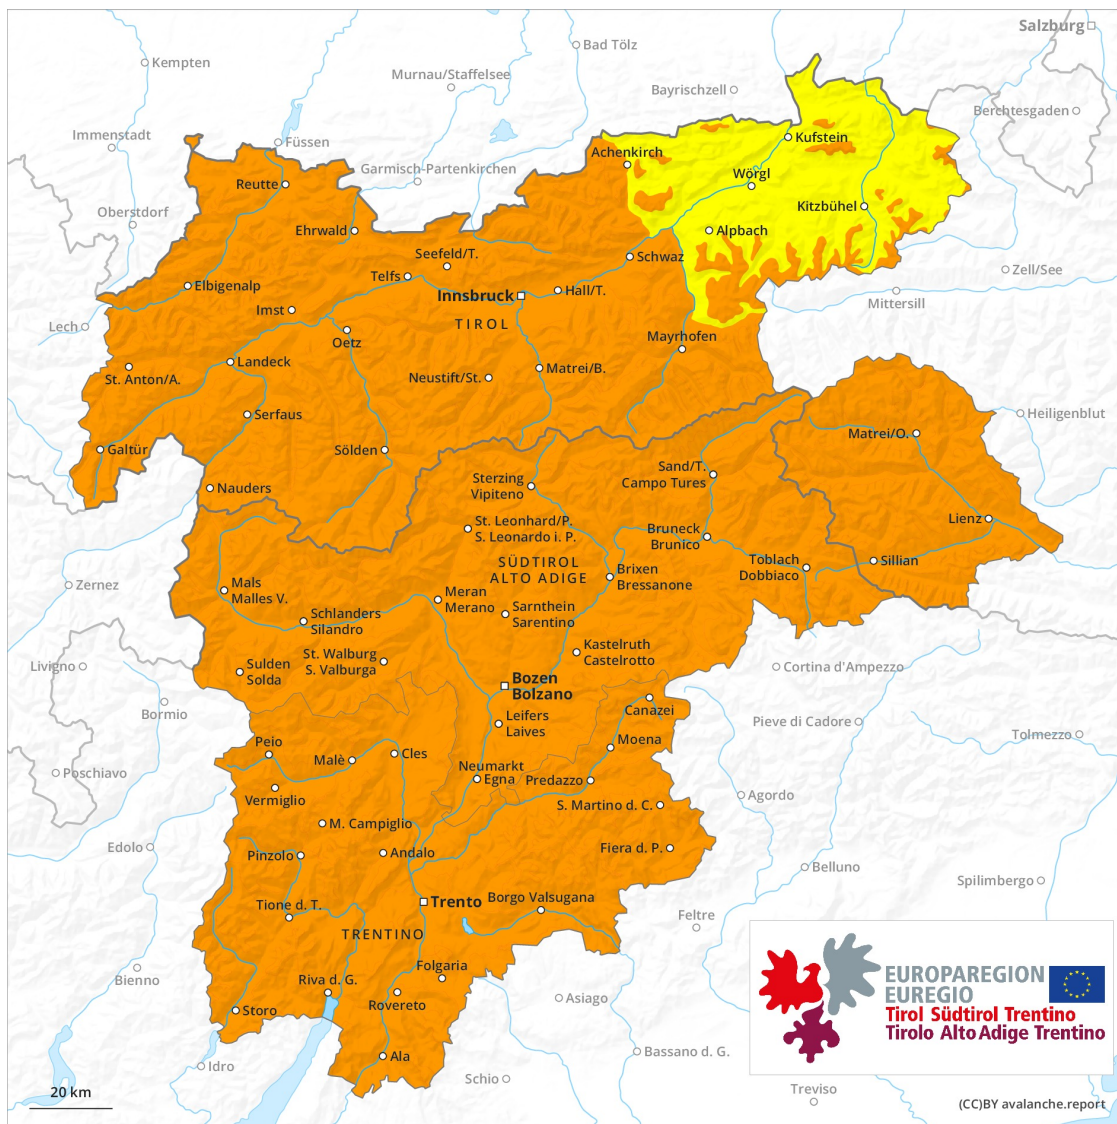 Salzburg
Bad Tölz
Kempten
Murnau/Staffelsee
Bayrischzell
Berchtesgaden
Immenstadt
Füssen
Kufstein
Achenkirch
Garmisch-Partenkirchen
Wörgl
Reutte
Kitzbühel
Oberstdorf
Ehrwald
Alpbach
Seefeld/T.
Schwaz
Telfs
Zell/See
Elbigenalp
Innsbruck
Hall/T.
Mittersill
Imst
TIROL
Lech
Oetz
Mayrhofen
Landeck
Matrei/B.
St. Anton/A.
Neustift/St.
Serfaus
Heiligenblut
Matrei/O.
Galtür
Sölden
Sand/T.
Campo Tures
Sterzing
Vipiteno
Nauders
Lienz
St. Leonhard/P.
S. Leonardo i. P.
Bruneck
Brunico
SÜDTIROL
ALTO ADIGE
Toblach
Dobbiaco
Sillian
Brixen
Bressanone
Zernez
Mals
Malles V.
Meran
Merano
Sarnthein
Sarentino
Schlanders
Silandro
Kastelruth
Castelrotto
St. Walburg
S. Valburga
Livigno
Sulden
Solda
Cortina d'Ampezzo
Bozen
Bolzano
Bormio
Canazei
Leifers
Laives
Pieve di Cadore
Tolmezzo
Peio
Moena
Cles
Malè
Poschiavo
Neumarkt
Egna
Predazzo
Vermiglio
Agordo
S. Martino d. C.
M. Campiglio
Edolo
Pinzolo
Andalo
Fiera d. P.
Belluno
Spilimbergo
Borgo Valsugana
Trento
Tione d. T.
Feltre
TRENTINO
Folgaria
Bienno
Riva d. G.
EUROPAREGION
EUREGIO
Tirol Südtirol Trentino
Tirolo Alto Adige Trentino
Asiago
Rovereto
Storo
Ala
Bassano d. G.
Idro
Schio
Treviso
20 km
(CC)BY avalanche.report